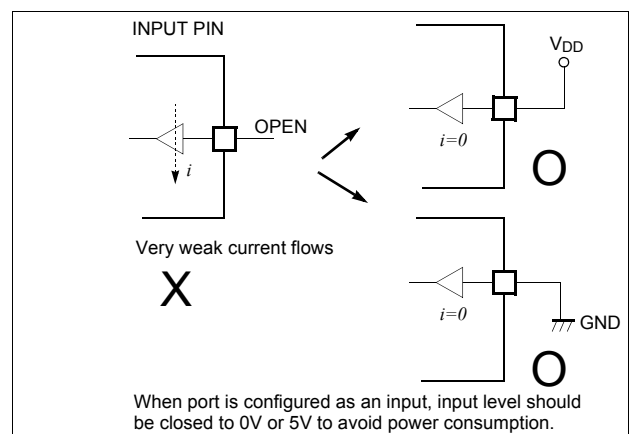 INPUT PIN
VDD
OPEN
i
i=0
O
Very weak current flows
X
i=0
GND
O
When port is configured as an input, input level should
be closed to 0V or 5V to avoid power consumption.